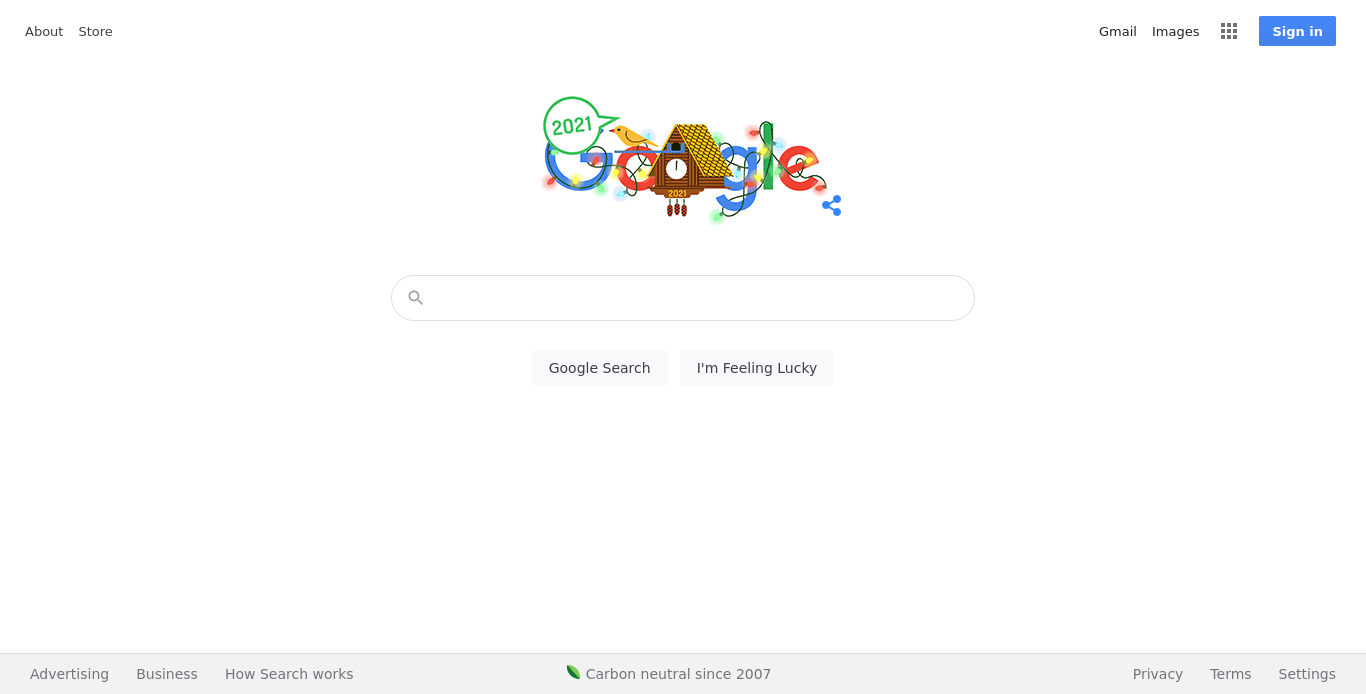 About Store
Gmail Images Sign in
2021
Google
2021
Google Search I'm Feeling Lucky
Advertising Business How Search works
Carbon neutral since 2007
Privacy Terms Settings